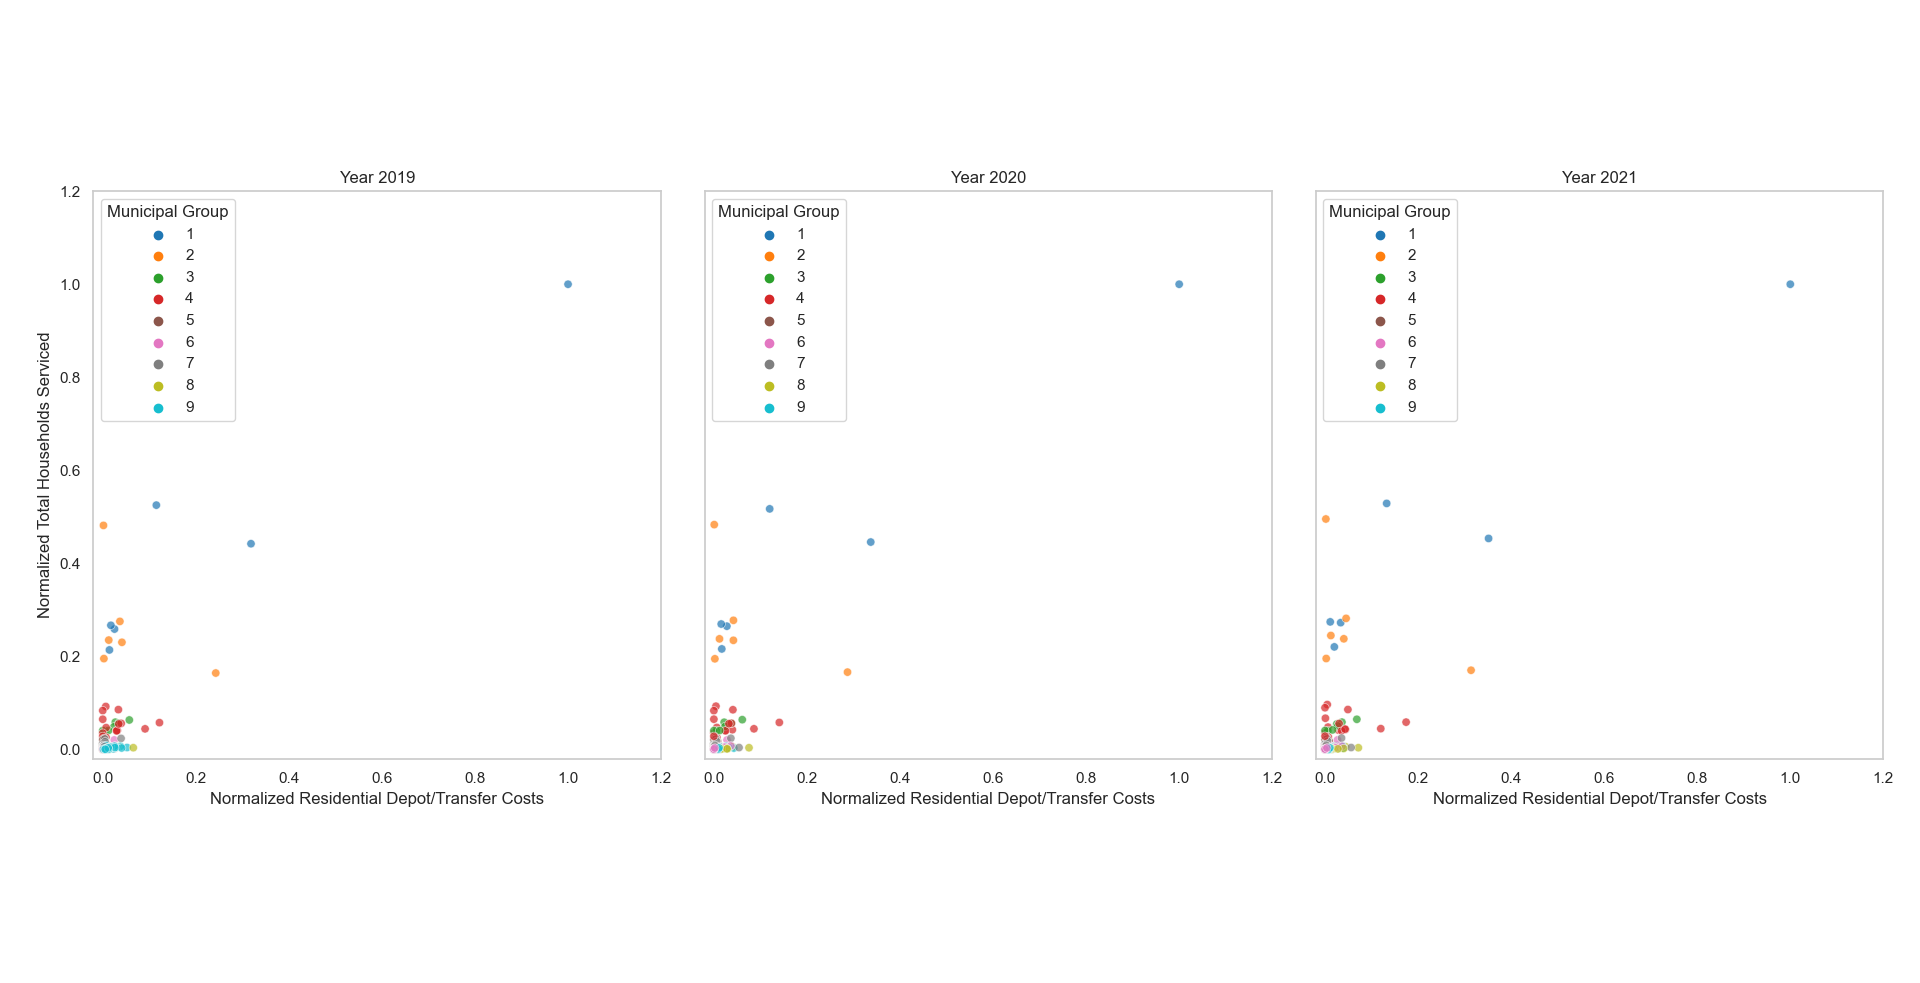 Year 2019
1.2
1.0
0.8
0.6
0.4
0.2
0.0
Normalized Total Households Serviced
Municipal Group
1
2
3
4
5
6
7
8
9
0.0 0.2 0.4 0.6 0.8 1.0 1.2
Normalized Residential Depot/Transfer Costs
Year 2020
Municipal Group
1
2
3
4
5
6
7
8
9
0.0 0.2 0.4 0.6 0.8 1.0 1.2
Normalized Residential Depot/Transfer Costs
Year 2021
Municipal Group
1
2
3
4
5
6
7
8
9
0.0 0.2 0.4 0.6 0.8 1.0 1.2
Normalized Residential Depot/Transfer Costs